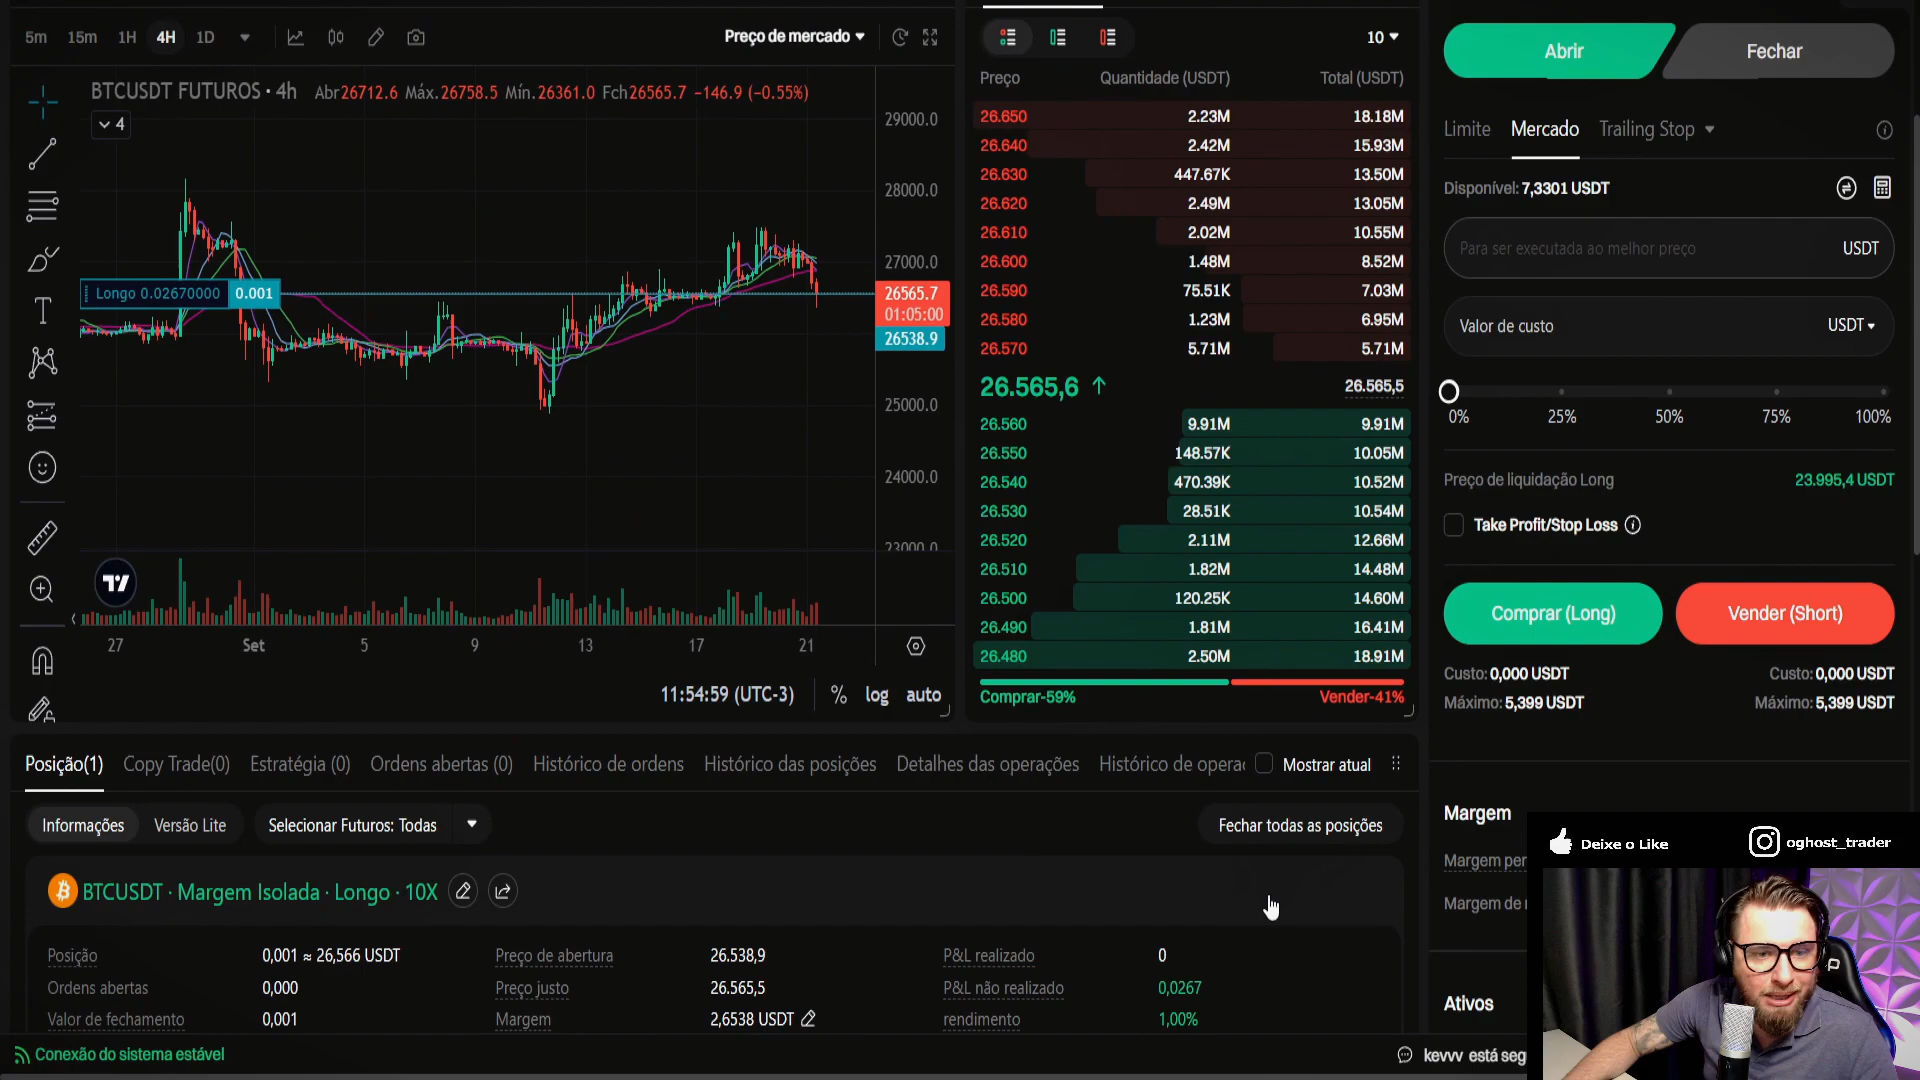 5m 15m 1H 4H 1D
Preço de mercado
BTCUSDT FUTUROS · 4h Abr26712.6 Máx.26758.5 Mín.26361.0 Fch26565.7 −146.9 (−0.55%)
4
29000.0
28000.0
27000.0
Longo 0.02670000 0.001
26565.7
01:05:00
26538.9
25000.0
24000.0
23000.0
27 Set 5 9 13 17 21
11:54:59 (UTC-3) % log auto
10
Preço Quantidade (USDT) Total (USDT)
26.650 2.23M 18.18M
26.640 2.42M 15.93M
26.630 447.67K 13.50M
26.620 2.49M 13.05M
26.610 2.02M 10.55M
26.600 1.48M 8.52M
26.590 75.51K 7.03M
26.580 1.23M 6.95M
26.570 5.71M 5.71M
26.565,6 ↑ 26.565,5
26.560 9.91M 9.91M
26.550 148.57K 10.05M
26.540 470.39K 10.52M
26.530 28.51K 10.54M
26.520 2.11M 12.66M
26.510 1.82M 14.48M
26.500 120.25K 14.60M
26.490 1.81M 16.41M
26.480 2.50M 18.91M
Comprar-59% Vender-41%
Abrir Fechar
Limite Mercado Trailing Stop
Disponível: 7,3301 USDT
Para ser executada ao melhor preço USDT
Valor de custo USDT
0% 25% 50% 75% 100%
Preço de liquidação Long 23.995,4 USDT
Take Profit/Stop Loss
Comprar (Long) Vender (Short)
Custo: 0,000 USDT Custo: 0,000 USDT
Máximo: 5,399 USDT Máximo: 5,399 USDT
Posição(1) Copy Trade(0) Estratégia (0) Ordens abertas (0) Histórico de ordens Histórico das posições Detalhes das operações Histórico de opera Mostrar atual
Informações Versão Lite Selecionar Futuros: Todas Fechar todas as posições
BTCUSDT · Margem Isolada · Longo · 10X
Posição 0,001 ≈ 26,566 USDT Preço de abertura 26.538,9 P&L realizado 0
Ordens abertas 0,000 Preço justo 26.565,5 P&L não realizado 0,0267
Valor de fechamento 0,001 Margem 2,6538 USDT rendimento 1,00%
Conexão do sistema estável
kevvv está seg
Margem
Margem per
Margem de
Ativos
Deixe o Like oghost_trader